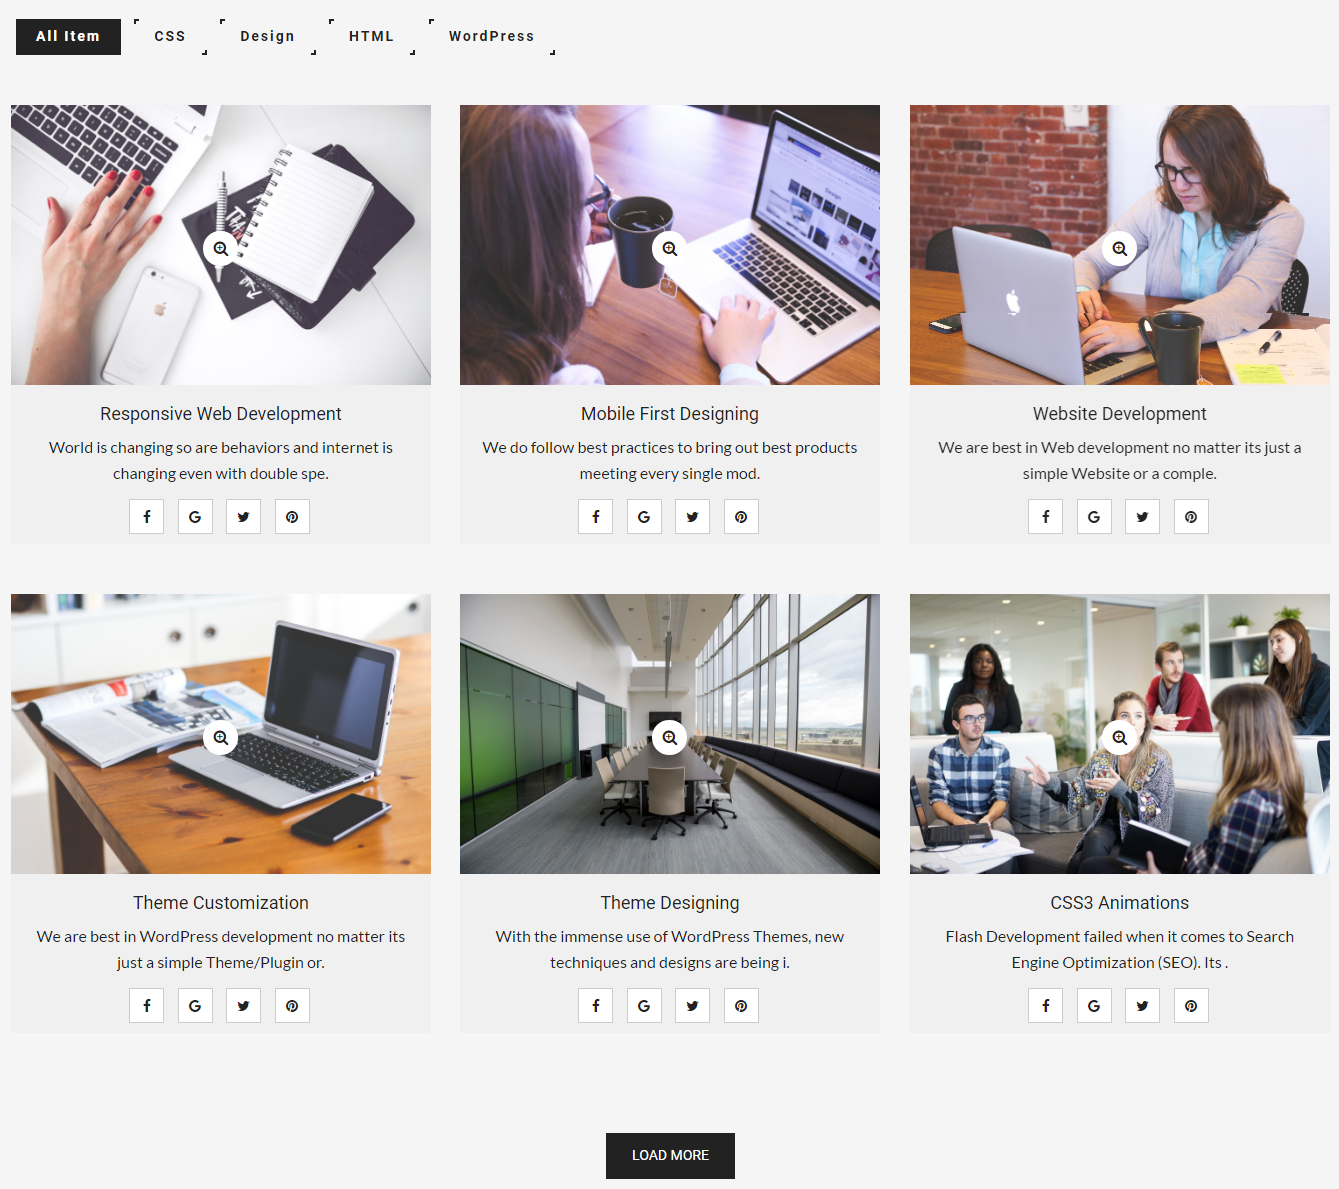 All Item
CSS
Design
HTML
WordPress
Responsive Web Development
World is changing so are behaviors and internet is
changing even with double spe.
Mobile First Designing
We do follow best practices to bring out best products
meeting every single mod.
Website Development
We are best in Web development no matter its just a
simple Website or a comple.
Theme Customization
We are best in WordPress development no matter its
just a simple Theme/Plugin or.
Theme Designing
With the immense use of WordPress Themes, new
techniques and designs are being i.
CSS3 Animations
Flash Development failed when it comes to Search
Engine Optimization (SEO). Its .
LOAD MORE